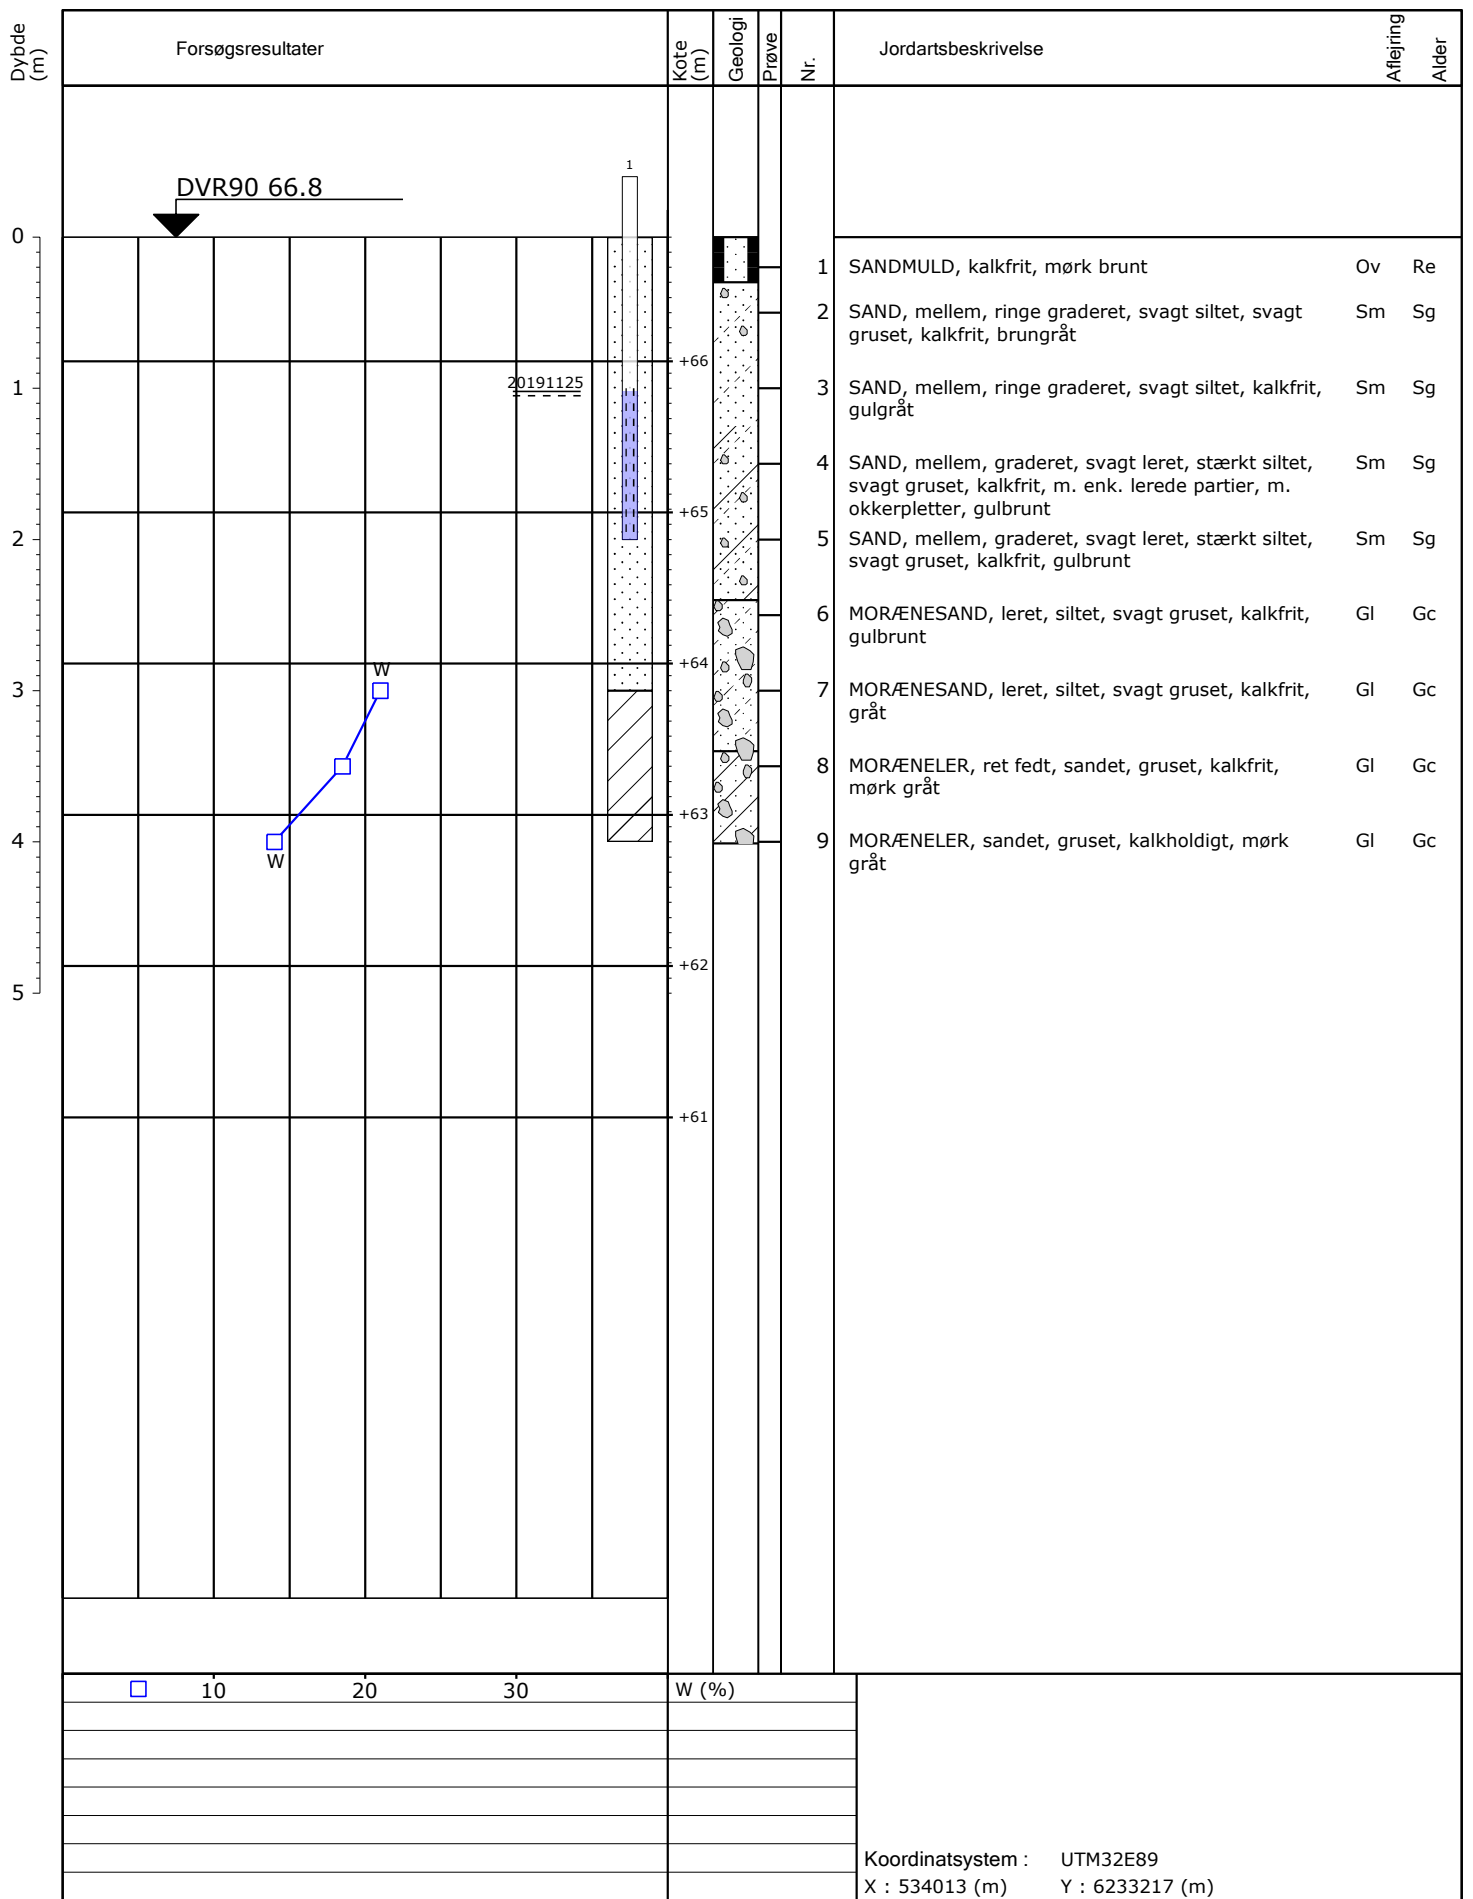 Dybde
(m)
Forsøgsresultater
Kote
(m)
Geologi
Prøve
Nr.
Jordartsbeskrivelse
Aflejring
Alder
1
DVR90 66.8
0
1
2
3
4
5
20191125
W
W
+66
+65
+64
+63
+62
+61
1 SANDMULD, kalkfrit, mørk brunt Ov Re
2 SAND, mellem, ringe graderet, svagt siltet, svagt Sm Sg
gruset, kalkfrit, brungråt
3 SAND, mellem, ringe graderet, svagt siltet, kalkfrit, Sm Sg
gulgråt
4 SAND, mellem, graderet, svagt leret, stærkt siltet, Sm Sg
svagt gruset, kalkfrit, m. enk. lerede partier, m.
okkerpletter, gulbrunt
5 SAND, mellem, graderet, svagt leret, stærkt siltet, Sm Sg
svagt gruset, kalkfrit, gulbrunt
6 MORÆNESAND, leret, siltet, svagt gruset, kalkfrit, Gl Gc
gulbrunt
7 MORÆNESAND, leret, siltet, svagt gruset, kalkfrit, Gl Gc
gråt
8 MORÆNELER, ret fedt, sandet, gruset, kalkfrit, Gl Gc
mørk gråt
9 MORÆNELER, sandet, gruset, kalkholdigt, mørk Gl Gc
gråt
10 20 30 W (%)
Koordinatsystem : UTM32E89
X : 534013 (m) Y : 6233217 (m)